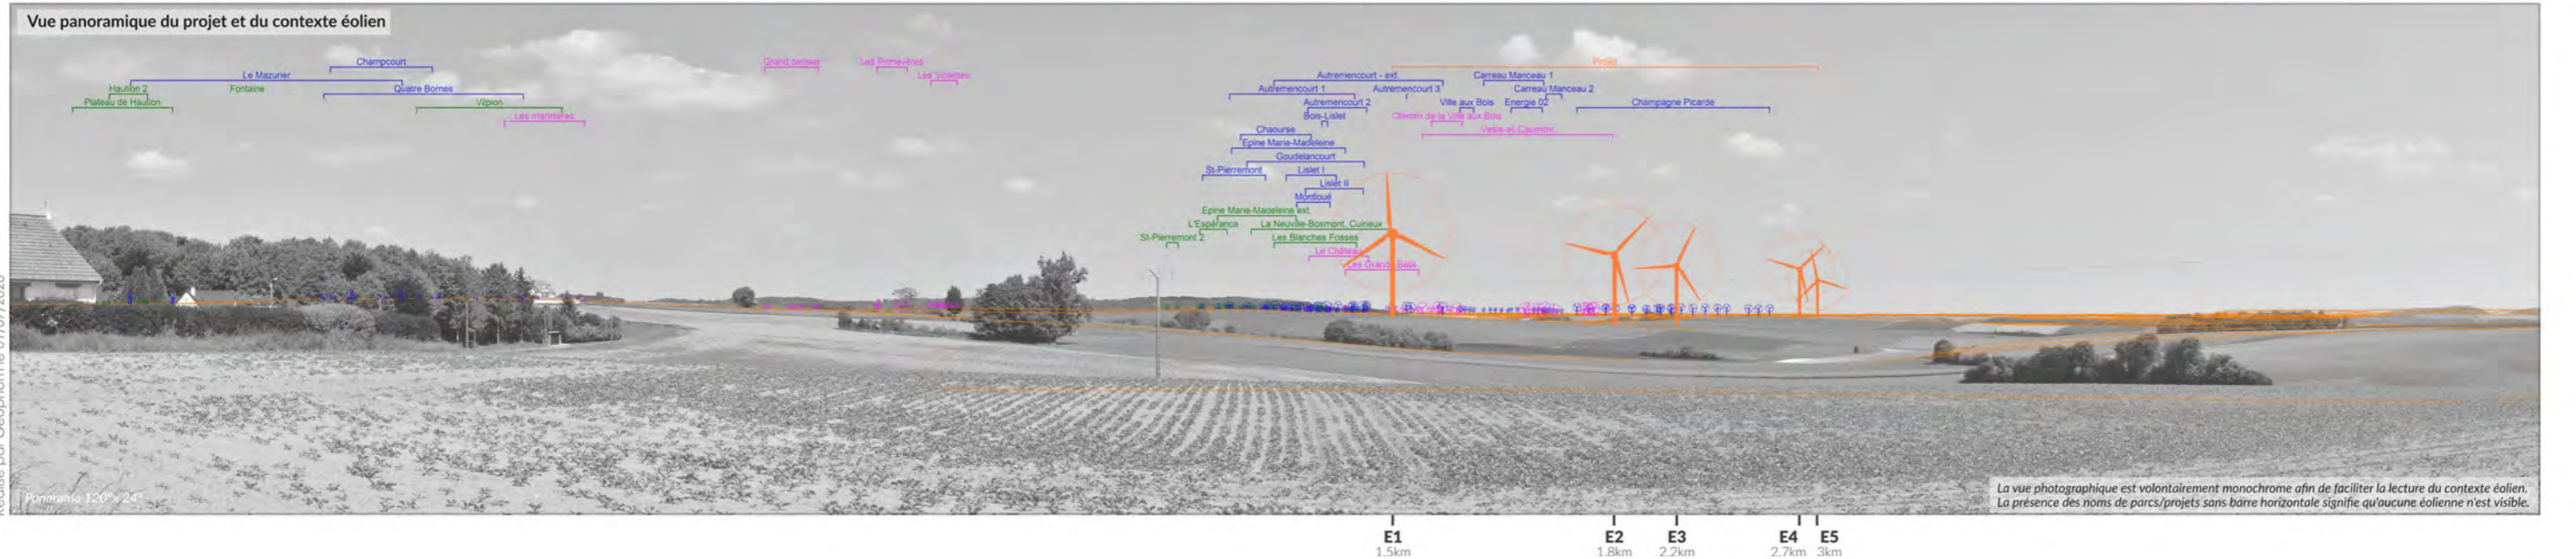 Vue panoramique du projet et du contexte éolien
Champcourt
Le Mazurier
Haution 2
Fontaine
Quatre Bornes
Plateau de Haution
Vilpion
Les marinières
Grand berisier
Les Primevères
Les Violettes
Projet
Autremencourt - ext.
Carreau Manceau 1
Autremencourt 1
Autremencourt 3
Carreau Manceau 2
Autremencourt 2
Ville aux Bois
Energie 02
Champagne Picarde
Bois-Lislet
Chemin de la Ville aux Bois
Chaourse
Vesle-et-Caumont
Epine Marie-Madeleine
Goudelancourt
St-Pierremont
Lislet I
Lislet II
Montloué
Epine Marie-Madeleine ext.
L'Espérance
La Neuville-Bosmont, Cuirieux
St-Pierremont 2
Les Blanches Fosses
Le Château
Les Grands Bois
Panorama 120° x 24°
La vue photographique est volontairement monochrome afin de faciliter la lecture du contexte éolien.
La présence des noms de parcs/projets sans barre horizontale signifie qu'aucune éolienne n'est visible.
E1
1.5km
E2
1.8km
E3
2.2km
E4
2.7km
E5
3km